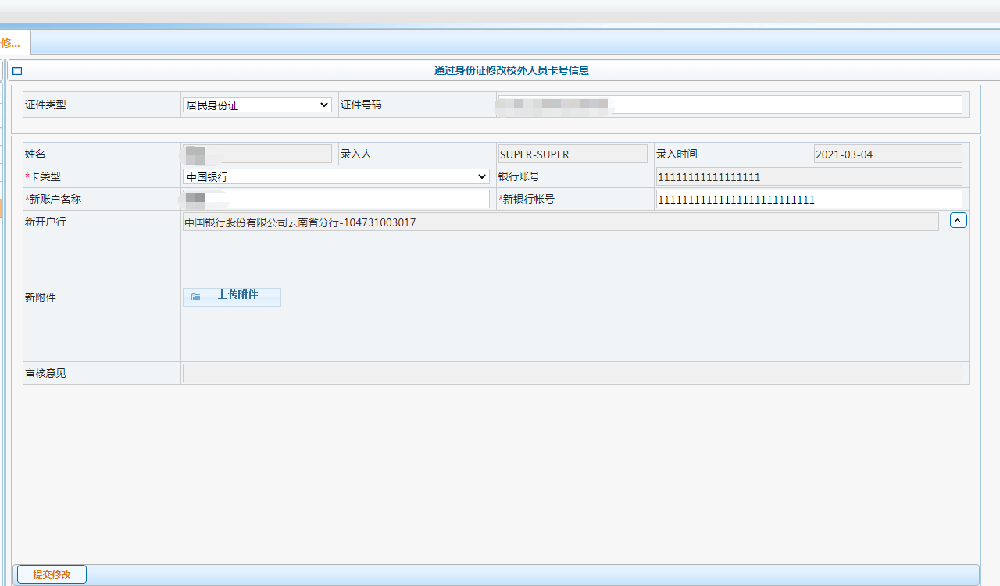 修...
通过身份证修改校外人员卡号信息
证件类型 居民身份证 证件号码
姓名 录入人 SUPER-SUPER 录入时间 2021-03-04
*卡类型 中国银行 银行账号 11111111111111111
*新账户名称 *新银行帐号 11111111111111111111111111
新开户行 中国银行股份有限公司云南省分行-104731003017
新附件 上传附件
审核意见
提交修改